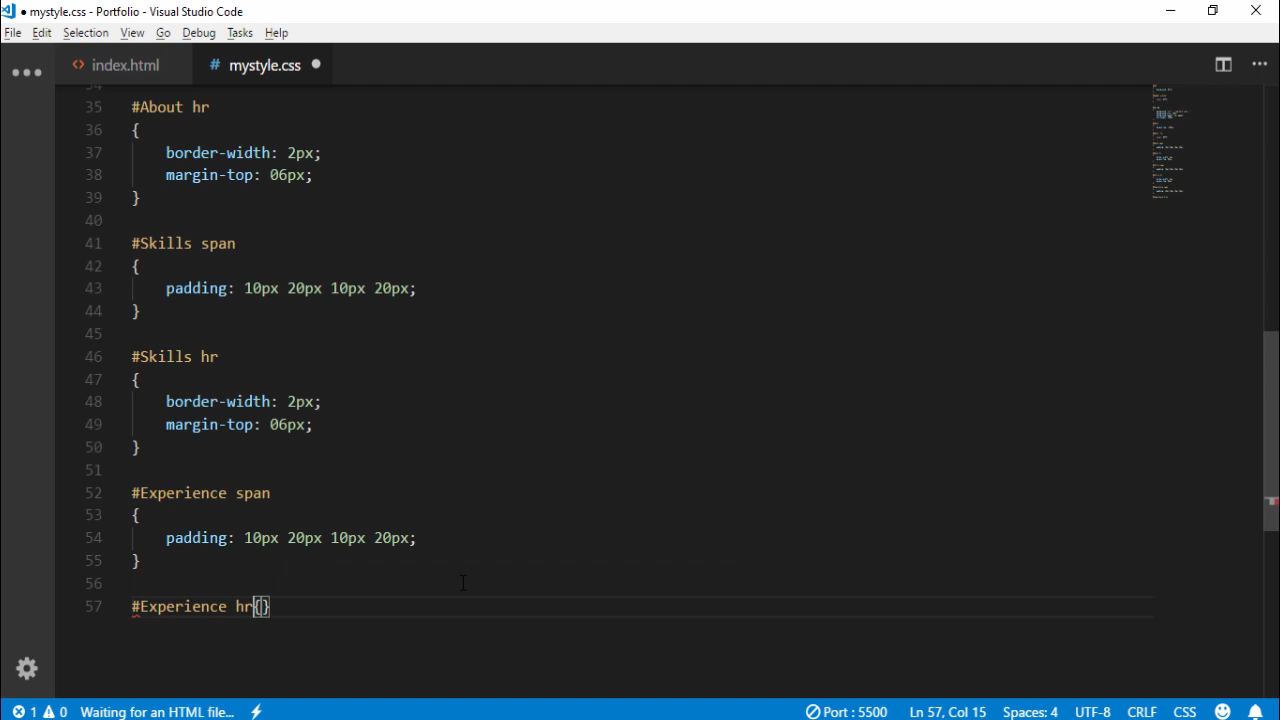 ● mystyle.css - Portfolio - Visual Studio Code
File Edit Selection View Go Debug Tasks Help
<> index.html # mystyle.css ●
34
35 #About hr
36 {
37 border-width: 2px;
38 margin-top: 06px;
39 }
40
41 #Skills span
42 {
43 padding: 10px 20px 10px 20px;
44 }
45
46 #Skills hr
47 {
48 border-width: 2px;
49 margin-top: 06px;
50 }
51
52 #Experience span
53 {
54 padding: 10px 20px 10px 20px;
55 }
56
57 #Experience hr{}
1 0 Waiting for an HTML file... Port : 5500 Ln 57, Col 15 Spaces: 4 UTF-8 CRLF CSS